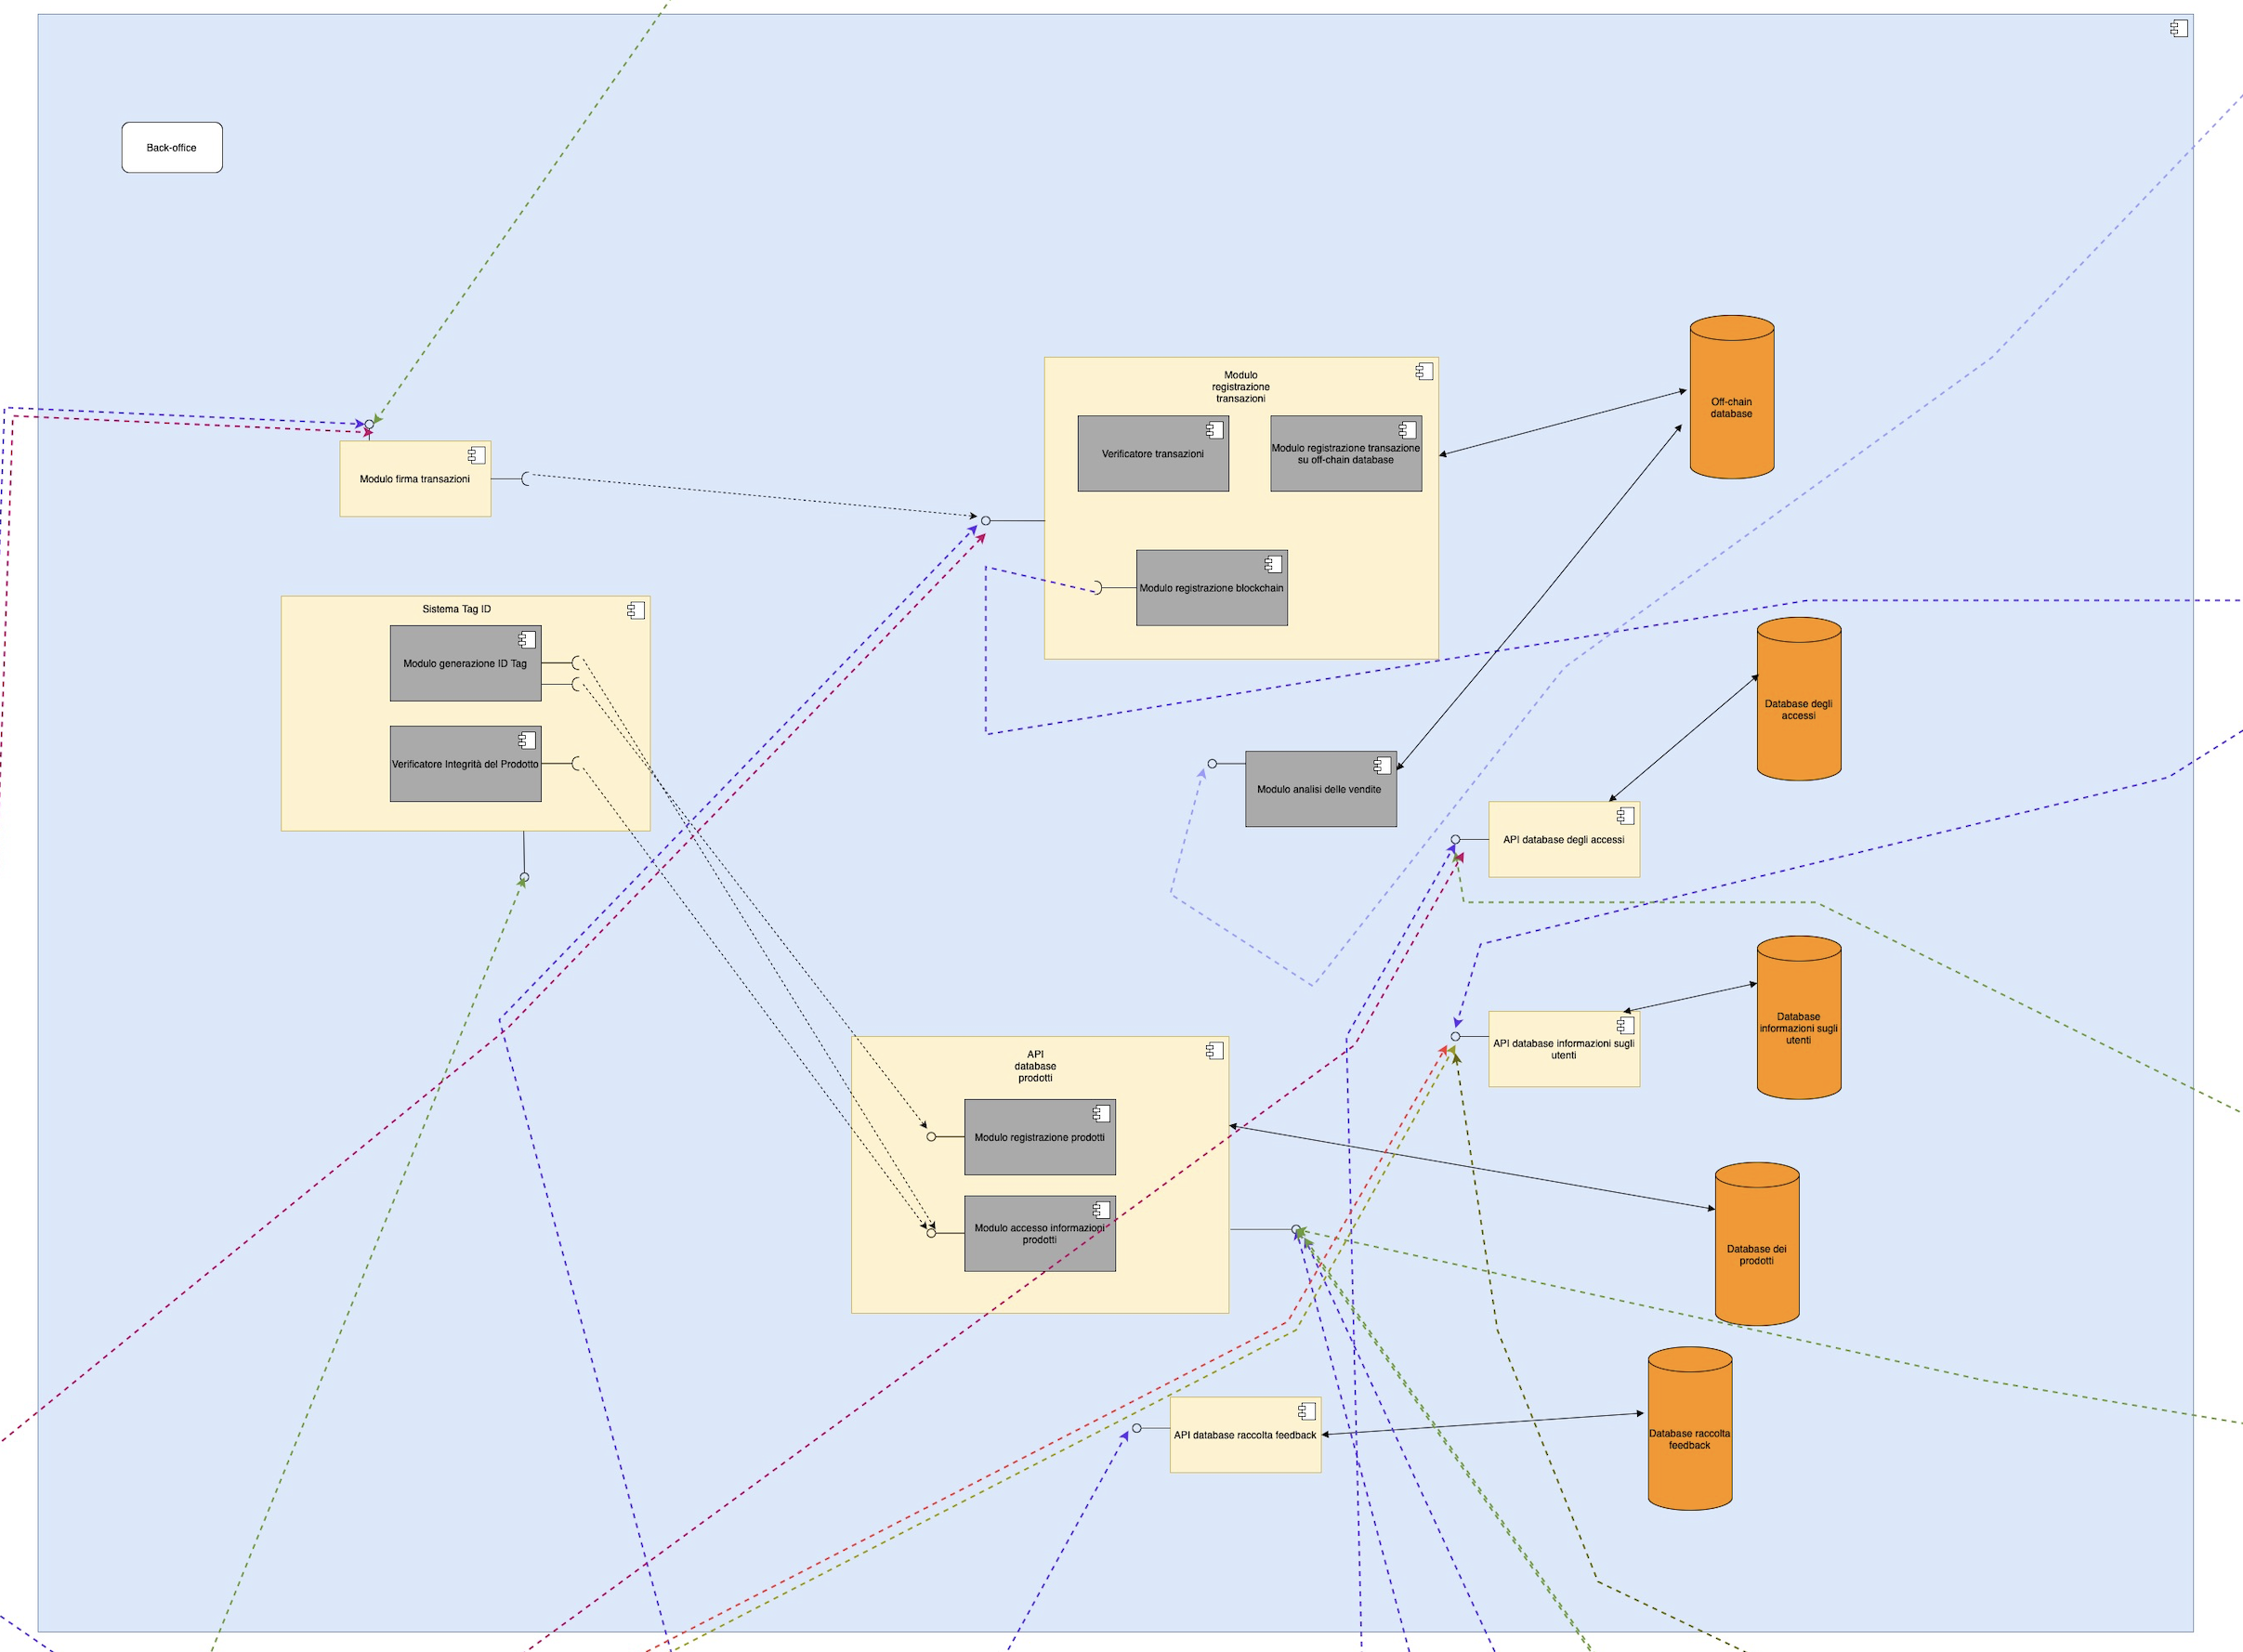 Back-office
Modulo
registrazione
transazioni
Off-chain
database
Verificatore transazioni
Modulo registrazione transazione
su off-chain database
Modulo firma transazioni
Modulo registrazione blockchain
Sistema Tag ID
Modulo generazione ID Tag
Verificatore Integrità del Prodotto
Database degli
accessi
Modulo analisi delle vendite
API database degli accessi
Database
informazioni sugli
utenti
API database informazioni sugli
utenti
API
database
prodotti
Modulo registrazione prodotti
Modulo accesso informazioni
prodotti
Database dei
prodotti
API database raccolta feedback
Database raccolta
feedback